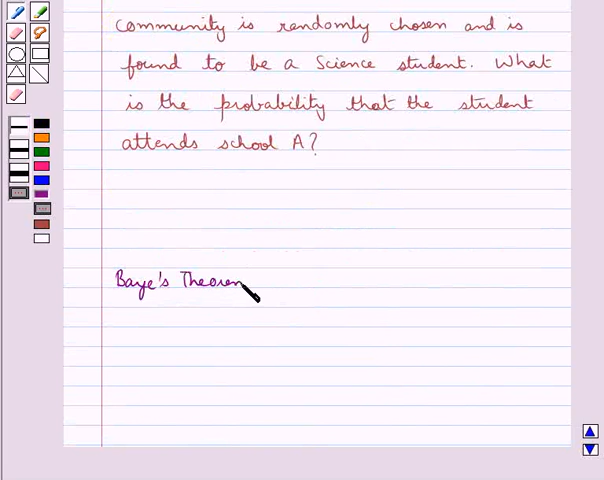 community is randomly chosen and is
found to be a Science student. What
is the probability that the student
attends school A?
Baye's Theorem